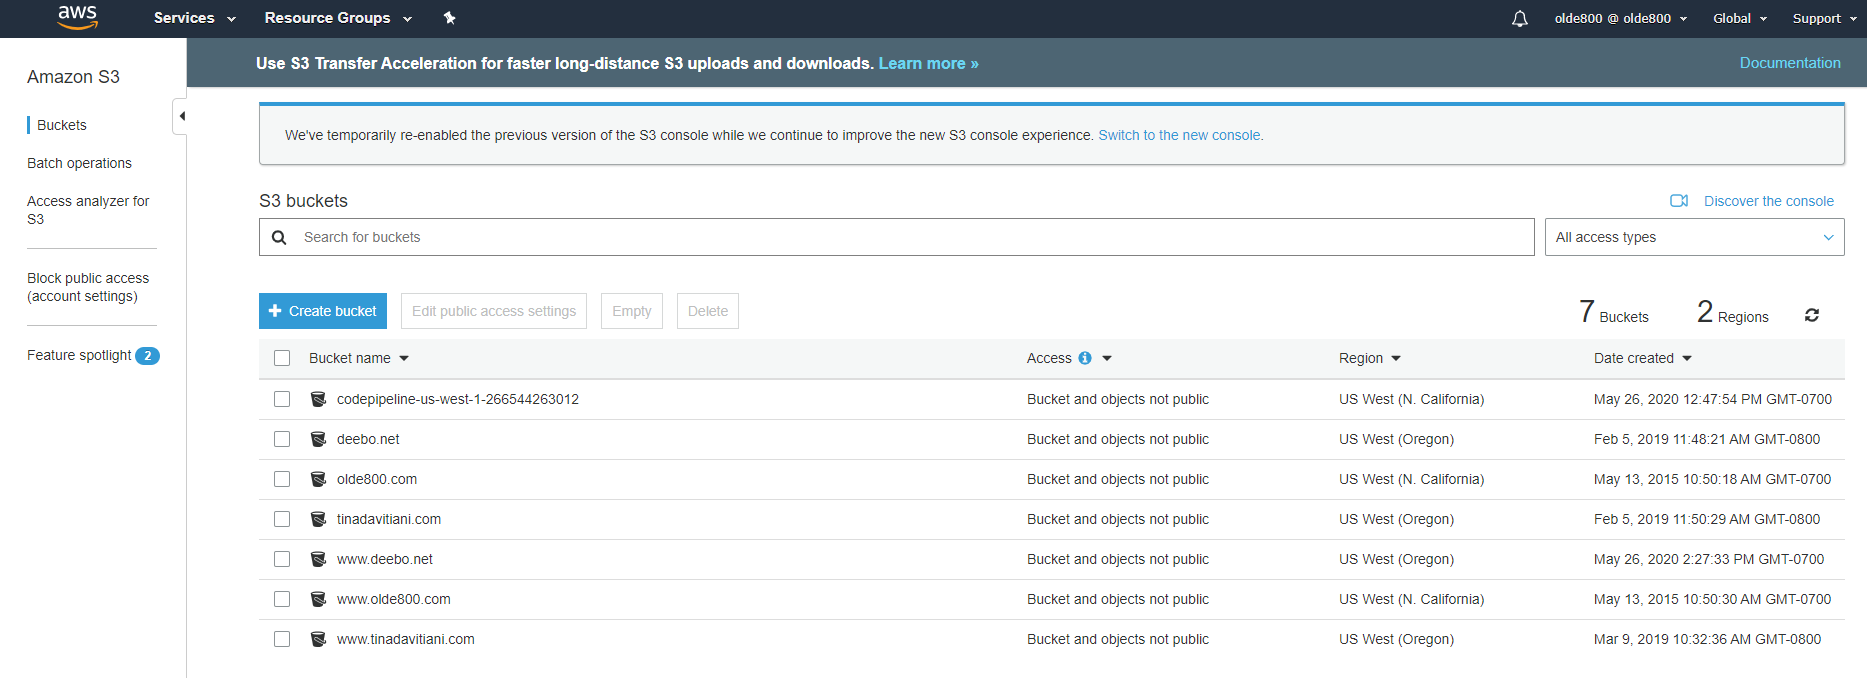 aws Services Resource Groups olde800 @ olde800 Global Support
Use S3 Transfer Acceleration for faster long-distance S3 uploads and downloads. Learn more » Documentation
Amazon S3
Buckets
Batch operations
Access analyzer for
S3
Block public access
(account settings)
Feature spotlight 2
We've temporarily re-enabled the previous version of the S3 console while we continue to improve the new S3 console experience. Switch to the new console.
S3 buckets Discover the console
Search for buckets All access types
Create bucket Edit public access settings Empty Delete 7 Buckets 2 Regions
Bucket name Access Region Date created
codepipeline-us-west-1-266544263012 Bucket and objects not public US West (N. California) May 26, 2020 12:47:54 PM GMT-0700
deebo.net Bucket and objects not public US West (Oregon) Feb 5, 2019 11:48:21 AM GMT-0800
olde800.com Bucket and objects not public US West (N. California) May 13, 2015 10:50:18 AM GMT-0700
tinadavitiani.com Bucket and objects not public US West (Oregon) Feb 5, 2019 11:50:29 AM GMT-0800
www.deebo.net Bucket and objects not public US West (Oregon) May 26, 2020 2:27:33 PM GMT-0700
www.olde800.com Bucket and objects not public US West (N. California) May 13, 2015 10:50:30 AM GMT-0700
www.tinadavitiani.com Bucket and objects not public US West (Oregon) Mar 9, 2019 10:32:36 AM GMT-0800